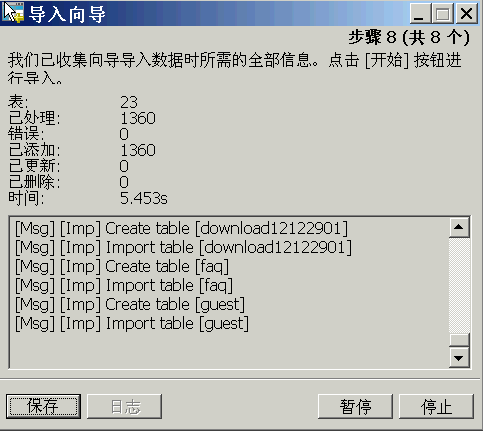 导入向导
步骤 8 (共 8 个)
我们已收集向导导入数据时所需的全部信息。点击 [开始] 按钮进
行导入。
表: 23
已处理: 1360
错误: 0
已添加: 1360
已更新: 0
已删除: 0
时间: 5.453s
[Msg] [Imp] Create table [download12122901]
[Msg] [Imp] Import table [download12122901]
[Msg] [Imp] Create table [faq]
[Msg] [Imp] Import table [faq]
[Msg] [Imp] Create table [guest]
[Msg] [Imp] Import table [guest]
保存 日志 暂停 停止